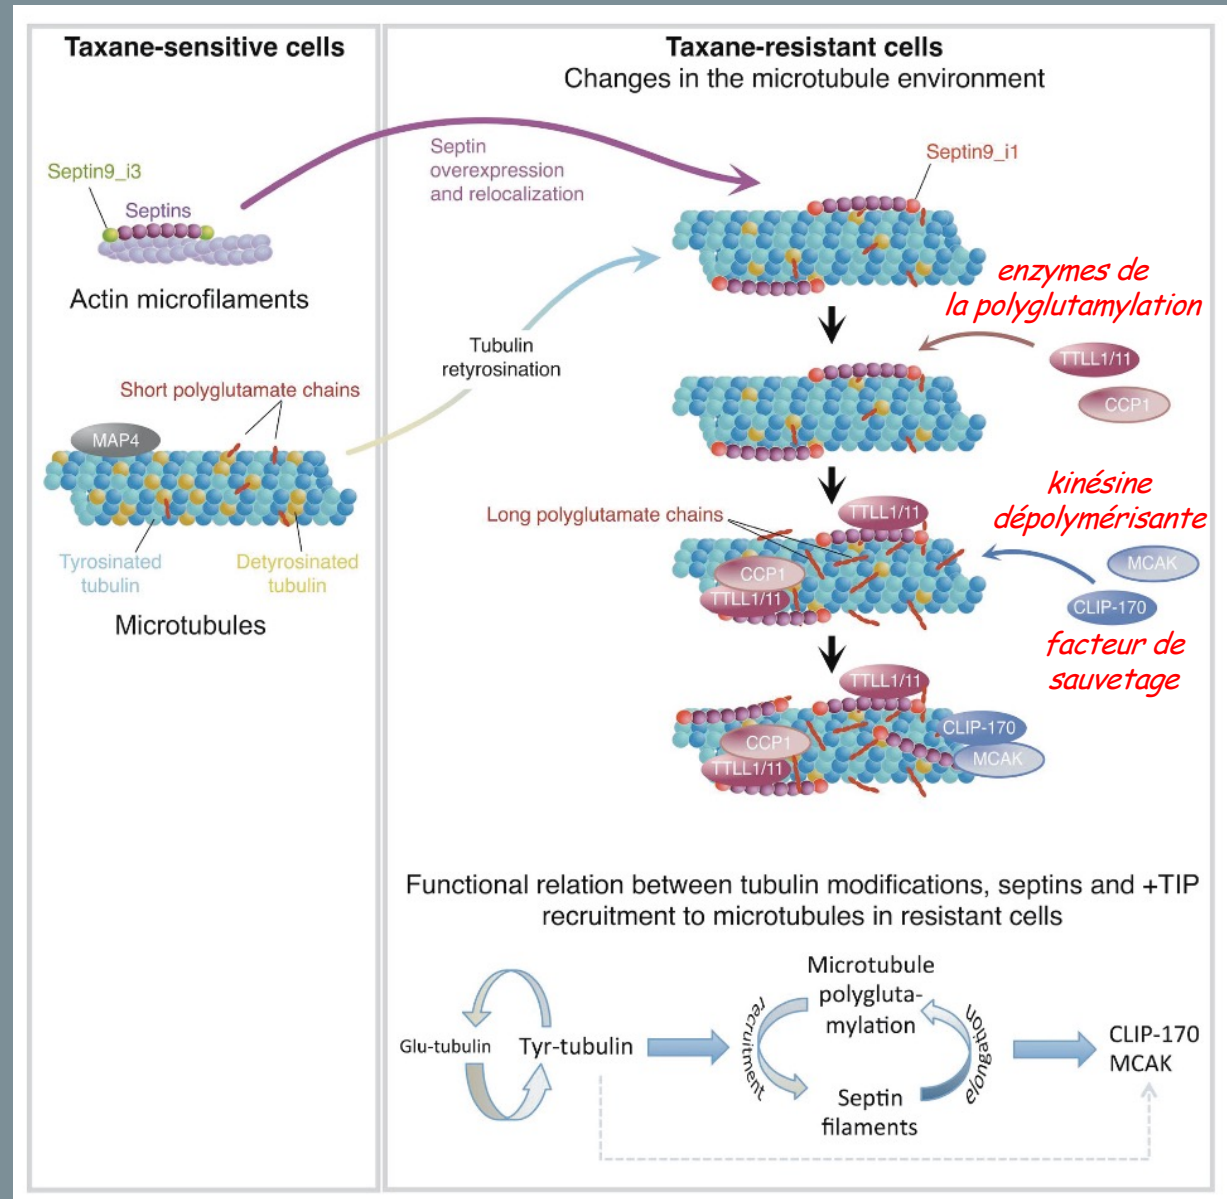 Taxane-sensitive cells
Septin9_i3
Septins
Actin microfilaments
Short polyglutamate chains
MAP4
Tyrosinated
tubulin
Detyrosinated
tubulin
Microtubules
Taxane-resistant cells
Changes in the microtubule environment
Septin
overexpression
and relocalization
Septin9_i1
Tubulin
retyrosination
enzymes de
la polyglutamylation
TTLL1/11
CCP1
Long polyglutamate chains
TTLL1/11
CCP1
TTLL1/11
kinésine
dépolymérisante
MCAK
CLIP-170
facteur de
sauvetage
TTLL1/11
CCP1
TTLL1/11
CLIP-170
MCAK
Functional relation between tubulin modifications, septins and +TIP
recruitment to microtubules in resistant cells
Glu-tubulin
Tyr-tubulin
recruitment
Microtubule
polygluta-
mylation
Septin
filaments
elongation
CLIP-170
MCAK